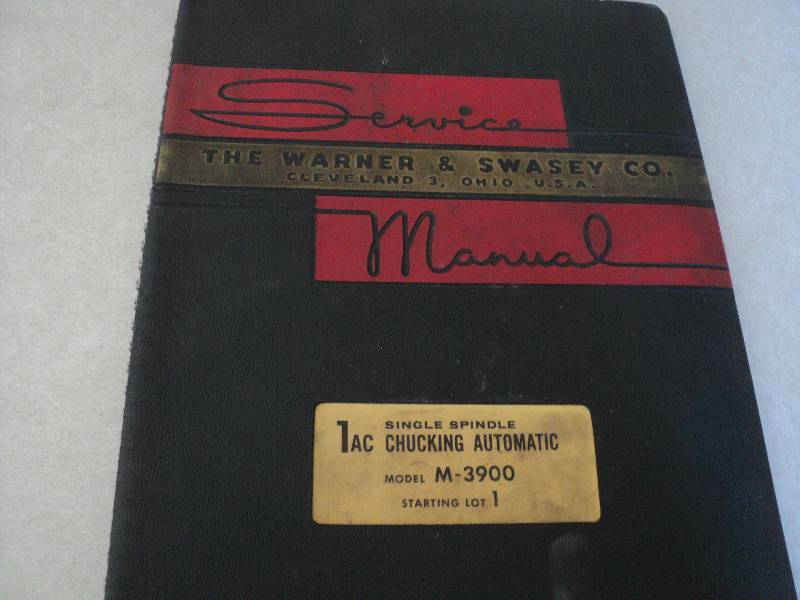 Service
THE WARNER & SWASEY CO.
CLEVELAND 3, OHIO U.S.A.
Manual
SINGLE SPINDLE
1AC CHUCKING AUTOMATIC
MODEL M-3900
STARTING LOT 1